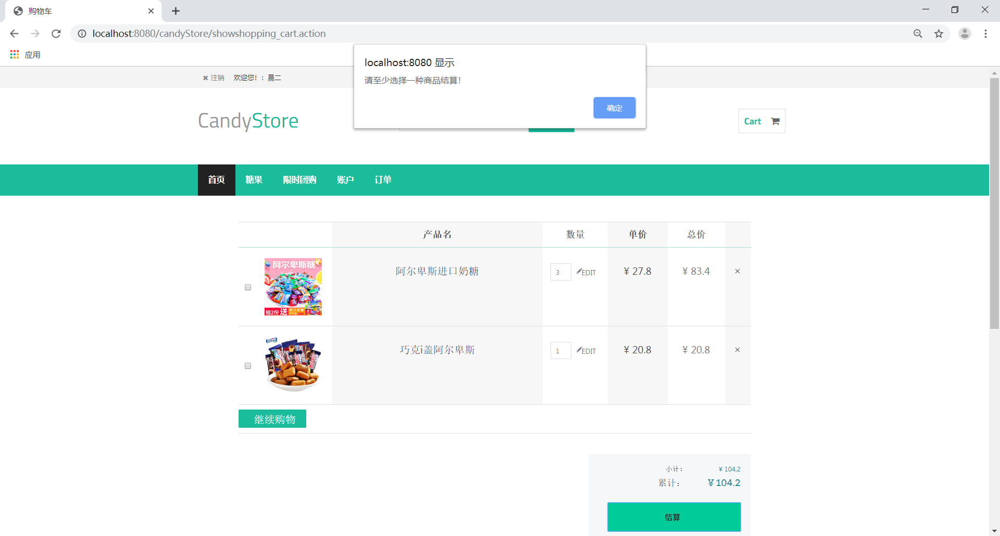 购物车
localhost:8080/candyStore/showshopping_cart.action
应用
localhost:8080 显示
请至少选择一种商品结算!
确定
注销 欢迎您! : 晨二
CandyStore
Cart
首页 糖果 限时团购 账户 订单
产品名 数量 单价 总价
阿尔卑斯糖
拍2份送
阿尔卑斯进口奶糖 3 EDIT ¥ 27.8 ¥ 83.4 ×
巧克i盖阿尔卑斯 1 EDIT ¥ 20.8 ¥ 20.8 ×
继续购物
小计: ¥ 104.2
累计: ¥ 104.2
结算